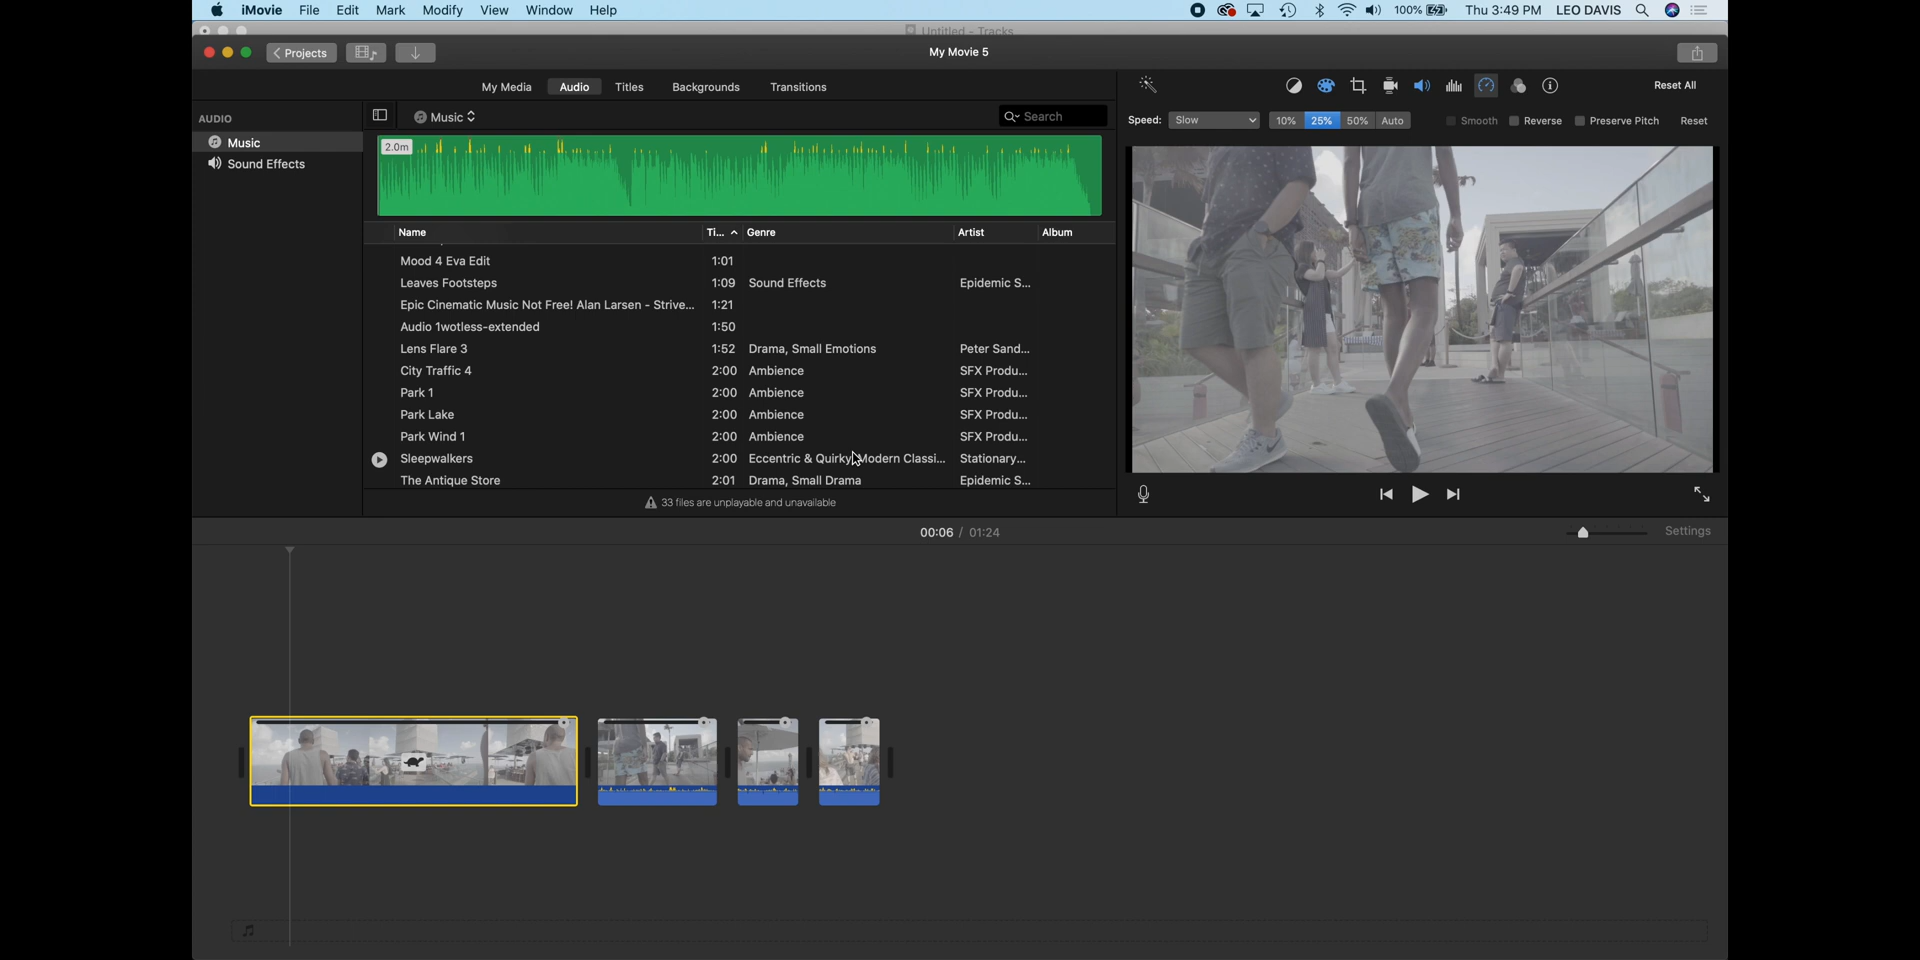 iMovie File Edit Mark Modify View Window Help 100% Thu 3:49 PM LEO DAVIS
Untitled - Tracks
Projects My Movie 5
My Media Audio Titles Backgrounds Transitions Reset All
AUDIO Music Search Speed: Slow 10% 25% 50% Auto Smooth Reverse Preserve Pitch Reset
Music
Sound Effects
2.0m
Name Ti... Genre Artist Album
Mood 4 Eva Edit 1:01
Leaves Footsteps 1:09 Sound Effects Epidemic S...
Epic Cinematic Music Not Free! Alan Larsen - Strive... 1:21
Audio 1wotless-extended 1:50
Lens Flare 3 1:52 Drama, Small Emotions Peter Sand...
City Traffic 4 2:00 Ambience SFX Produ...
Park 1 2:00 Ambience SFX Produ...
Park Lake 2:00 Ambience SFX Produ...
Park Wind 1 2:00 Ambience SFX Produ...
Sleepwalkers 2:00 Eccentric & Quirky, Modern Classi... Stationary...
The Antique Store 2:01 Drama, Small Drama Epidemic S...
33 files are unplayable and unavailable
00:06 / 01:24 Settings